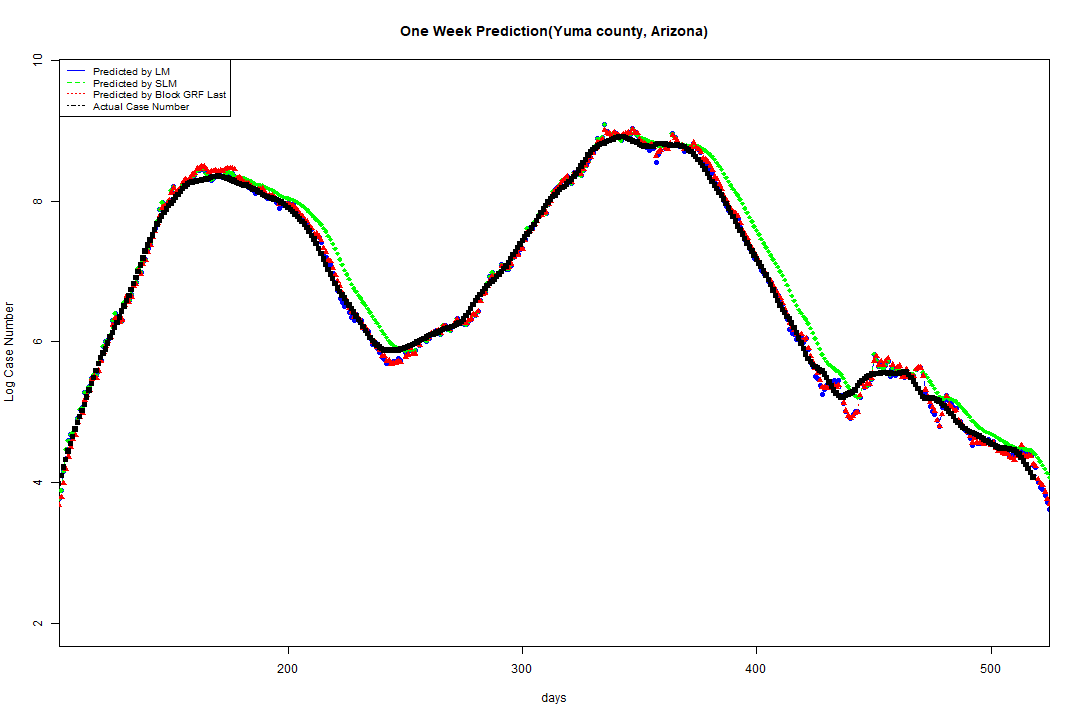 One Week Prediction(Yuma county, Arizona)
Predicted by LM
Predicted by SLM
Predicted by Block GRF Last
Actual Case Number
10
8
6
4
2
Log Case Number
200 300 400 500
days